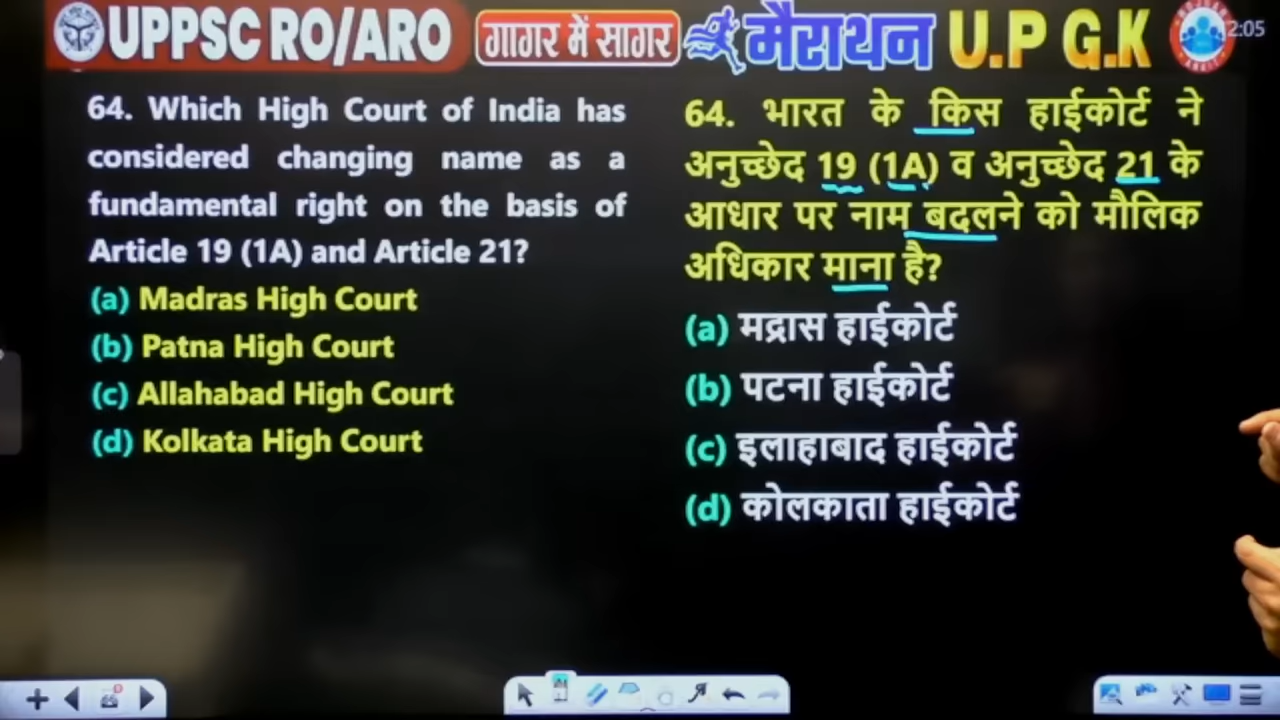 UPPSC RO/ARO गागर में सागर मैराथन U.P G.K
2:05
64. Which High Court of India has
considered changing name as a
fundamental right on the basis of
Article 19 (1A) and Article 21?
(a) Madras High Court
(b) Patna High Court
(c) Allahabad High Court
(d) Kolkata High Court
64. भारत के किस हाईकोर्ट ने
अनुच्छेद 19 (1A) व अनुच्छेद 21 के
आधार पर नाम बदलने को मौलिक
अधिकार माना है?
(a) मद्रास हाईकोर्ट
(b) पटना हाईकोर्ट
(c) इलाहाबाद हाईकोर्ट
(d) कोलकाता हाईकोर्ट